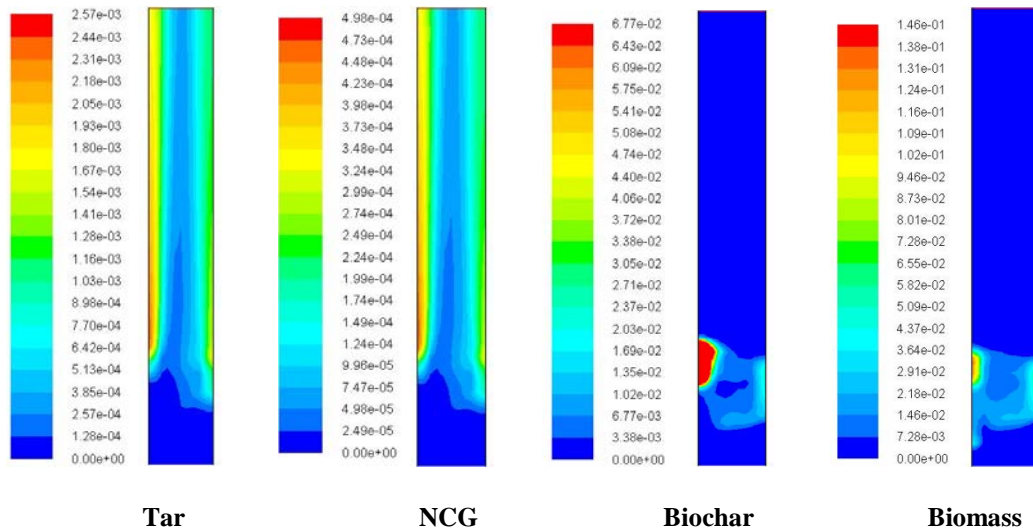 2.57e-03
2.44e-03
2.31e-03
2.18e-03
2.05e-03
1.93e-03
1.80e-03
1.67e-03
1.54e-03
1.41e-03
1.28e-03
1.16e-03
1.03e-03
8.98e-04
7.70e-04
6.42e-04
5.13e-04
3.85e-04
2.57e-04
1.28e-04
0.00e+00
4.98e-04
4.73e-04
4.48e-04
4.23e-04
3.98e-04
3.73e-04
3.48e-04
3.24e-04
2.99e-04
2.74e-04
2.49e-04
2.24e-04
1.99e-04
1.74e-04
1.49e-04
1.24e-04
9.96e-05
7.47e-05
4.98e-05
2.49e-05
0.00e+00
6.77e-02
6.43e-02
6.09e-02
5.75e-02
5.41e-02
5.08e-02
4.74e-02
4.40e-02
4.06e-02
3.72e-02
3.38e-02
3.05e-02
2.71e-02
2.37e-02
2.03e-02
1.69e-02
1.35e-02
1.02e-02
6.77e-03
3.38e-03
0.00e+00
1.46e-01
1.38e-01
1.31e-01
1.24e-01
1.16e-01
1.09e-01
1.02e-01
9.46e-02
8.73e-02
8.01e-02
7.28e-02
6.55e-02
5.82e-02
5.09e-02
4.37e-02
3.64e-02
2.91e-02
2.18e-02
1.46e-02
7.28e-03
0.00e+00
Tar
NCG
Biochar
Biomass